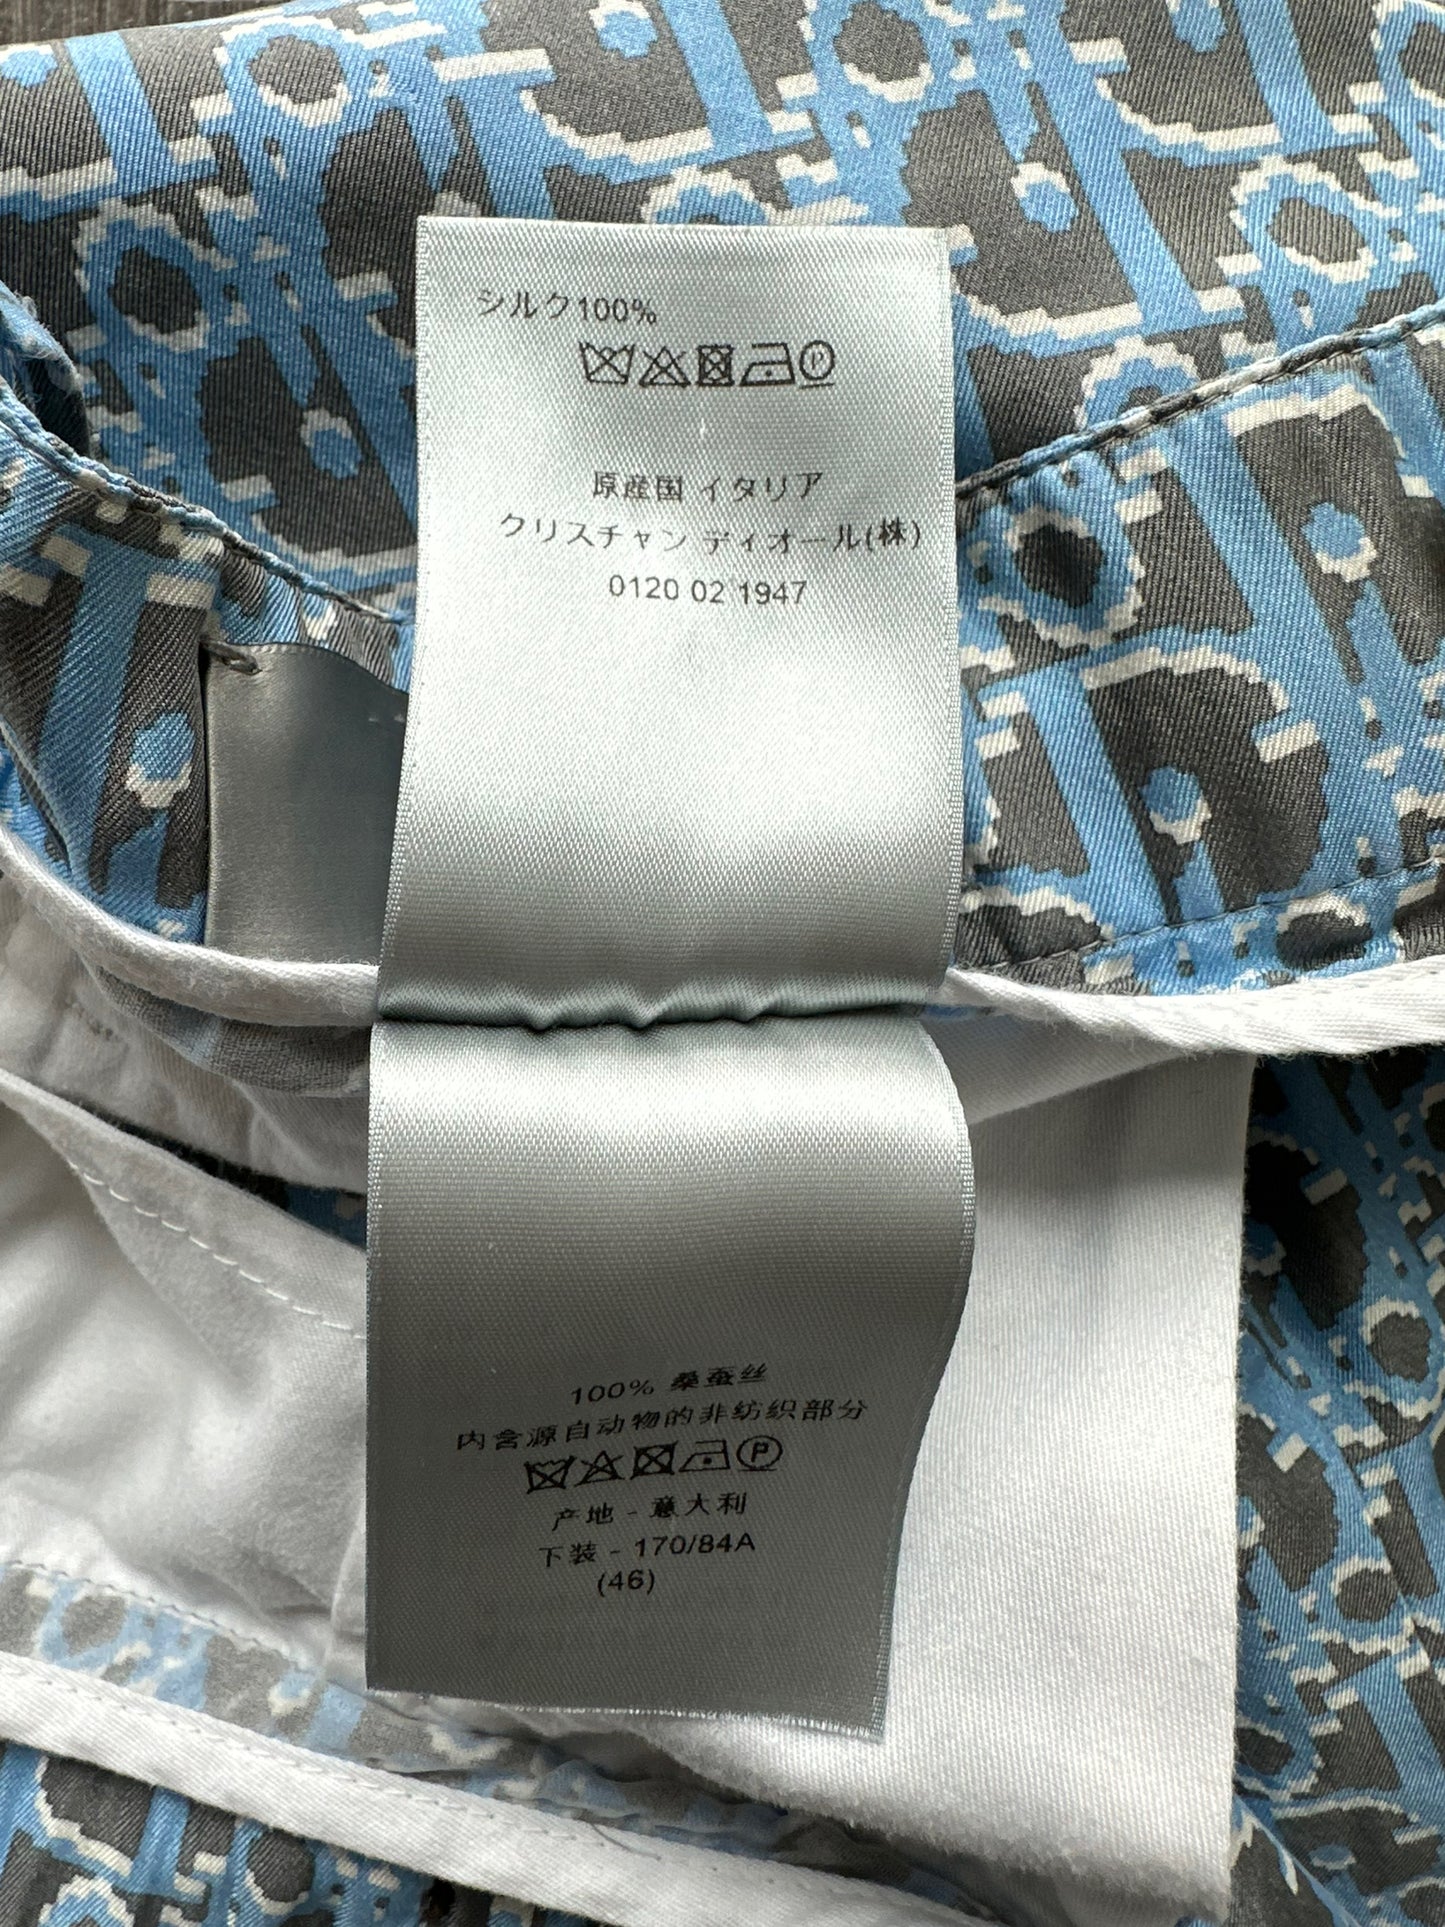 シルク100%
原産国 イタリア
クリスチャン ディオール(株)
0120 02 1947
100% 桑蚕丝
内含源自动物的非纺织部分
产地 - 意大利
下装 - 170/84A
(46)